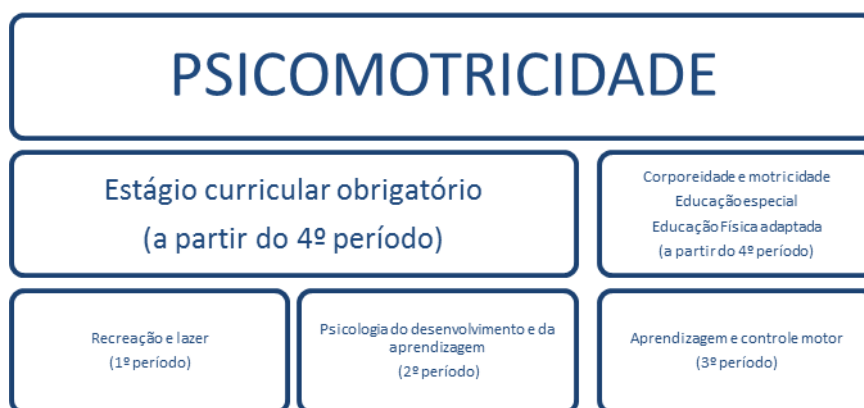 PSICOMOTRICIDADE
Estágio curricular obrigatório
(a partir do 4º período)
Corporeidade e motricidade
Educação especial
Educação Física adaptada
(a partir do 4º período)
Recreação e lazer
(1º período)
Psicologia do desenvolvimento e da
aprendizagem
(2º período)
Aprendizagem e controle motor
(3º período)